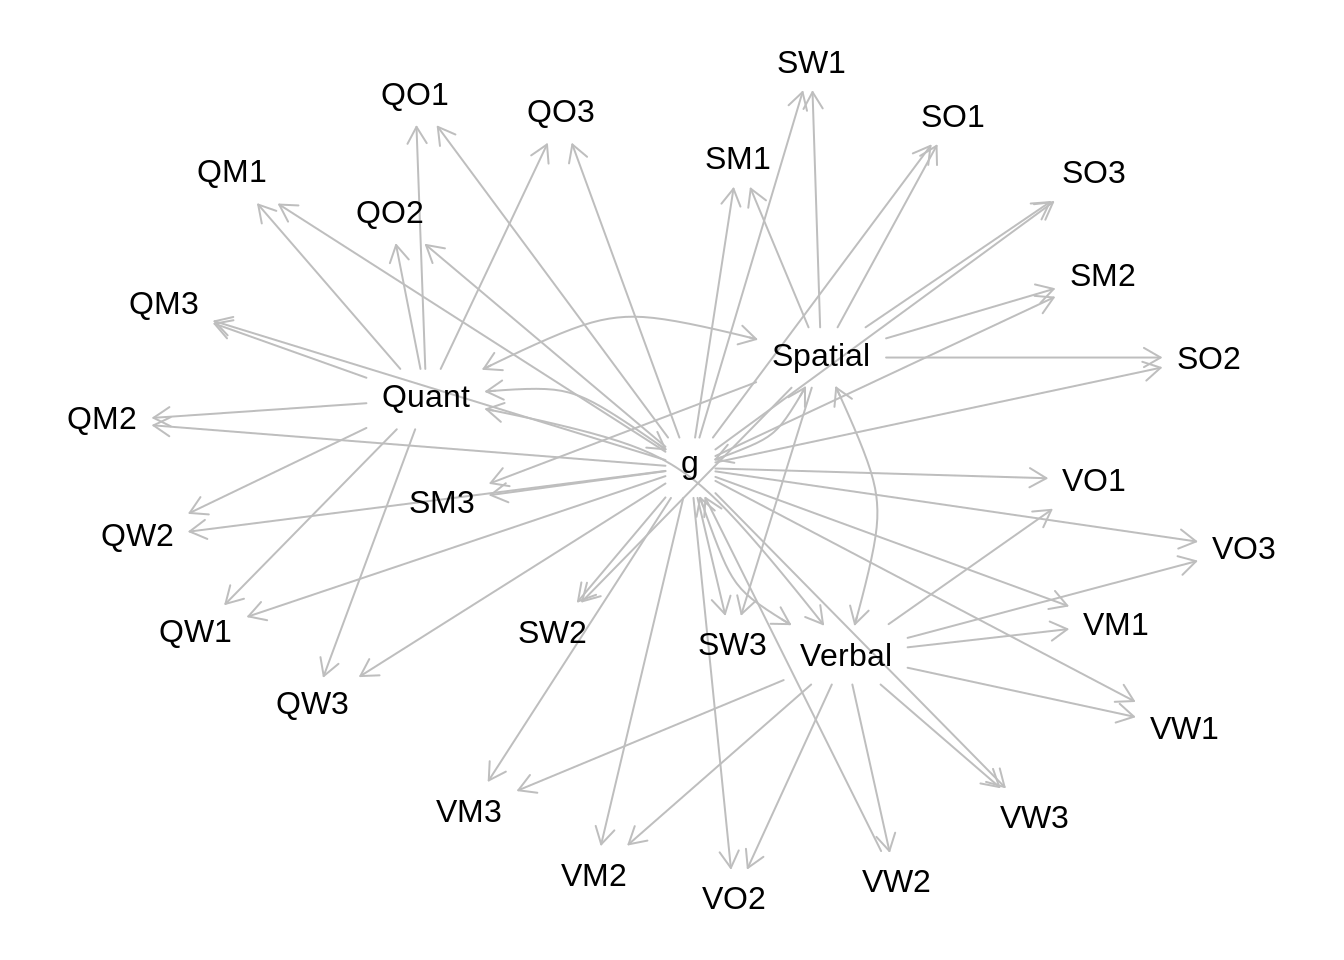 SW1
QO1
QO3
SO1
SM1
QM1
SO3
QO2
SM2
QM3
Spatial
SO2
Quant
QM2
g
VO1
SM3
QW2
VO3
VM1
QW1
SW2
SW3
Verbal
QW3
VW1
VM3
VW3
VM2
VW2
VO2